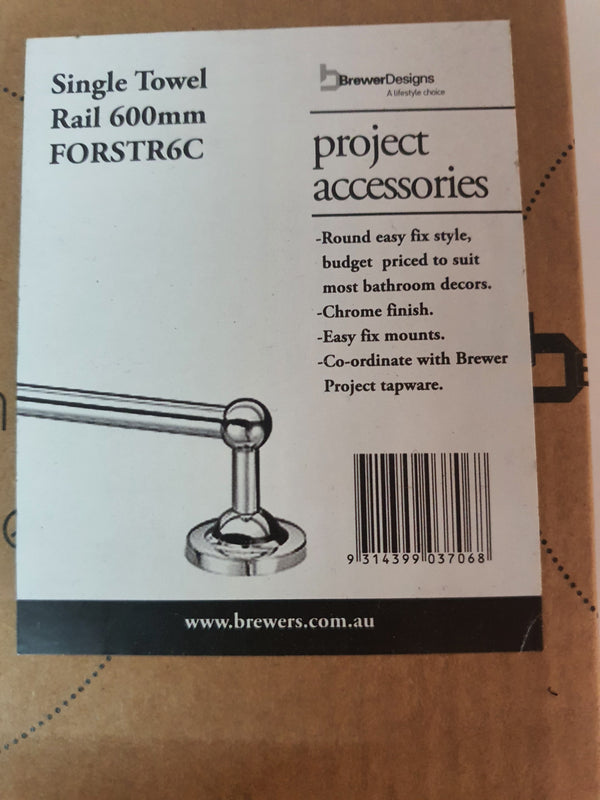 Single Towel
Rail 600mm
FORSTR6C
BrewerDesigns
A lifestyle choice
project
accessories
-Round easy fix style,
budget priced to suit
most bathroom decors.
-Chrome finish.
-Easy fix mounts.
-Co-ordinate with Brewer
Project tapware.
9 314399 037068
www.brewers.com.au